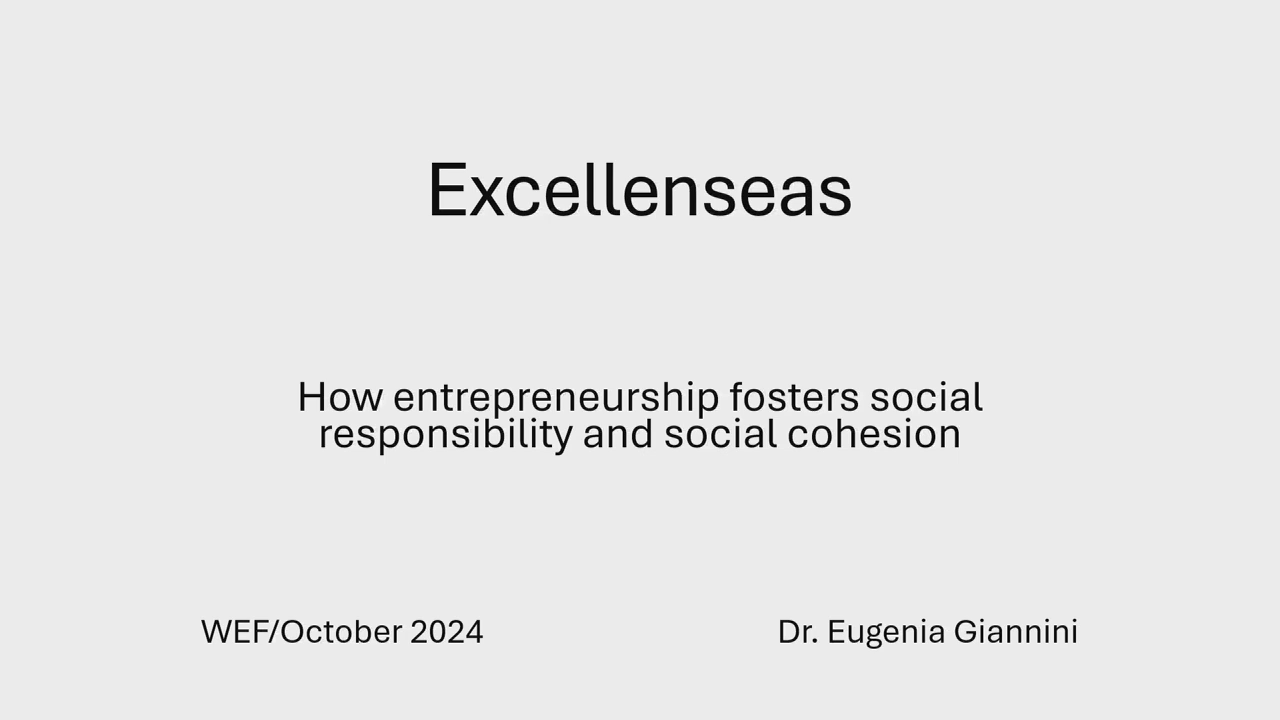 Excellenseas
How entrepreneurship fosters social
responsibility and social cohesion
WEF/October 2024
Dr. Eugenia Giannini